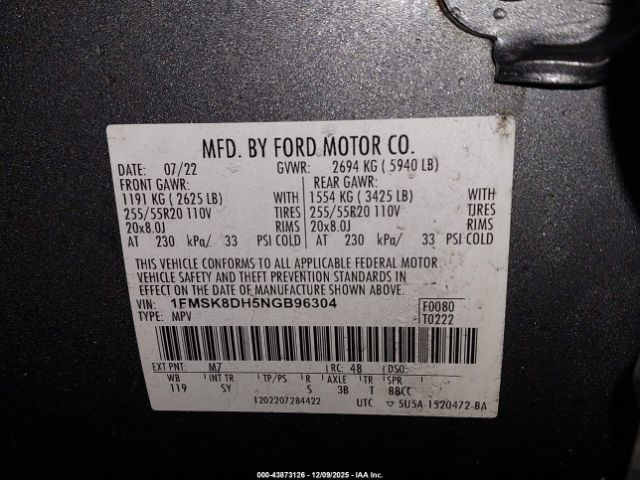 MFD. BY FORD MOTOR CO.
DATE: 07/22 GVWR: 2694 KG ( 5940 LB)
FRONT GAWR: REAR GAWR:
1191 KG ( 2625 LB) WITH 1554 KG ( 3425 LB) WITH
255/55R20 110V TIRES 255/55R20 110V TIRES
20x8.0J RIMS 20x8.0J RIMS
AT 230 kPa/ 33 PSI COLD AT 230 kPa/ 33 PSI COLD
THIS VEHICLE CONFORMS TO ALL APPLICABLE FEDERAL MOTOR
VEHICLE SAFETY AND THEFT PREVENTION STANDARDS IN
EFFECT ON THE DATE OF MANUFACTURE SHOWN ABOVE.
VIN: 1FMSK8DH5NGB96304 F0080
TYPE: MPV T0222
EXT PNT: M7 RC: 48 DSO:
WB INT TR TP/PS R AXLE TR SPR
119 SY S 3B T BBCC
1202207284422 UTC ▽ 5U5A-1520472-BA
000-43873126 • 12/09/2025 • IAA Inc.